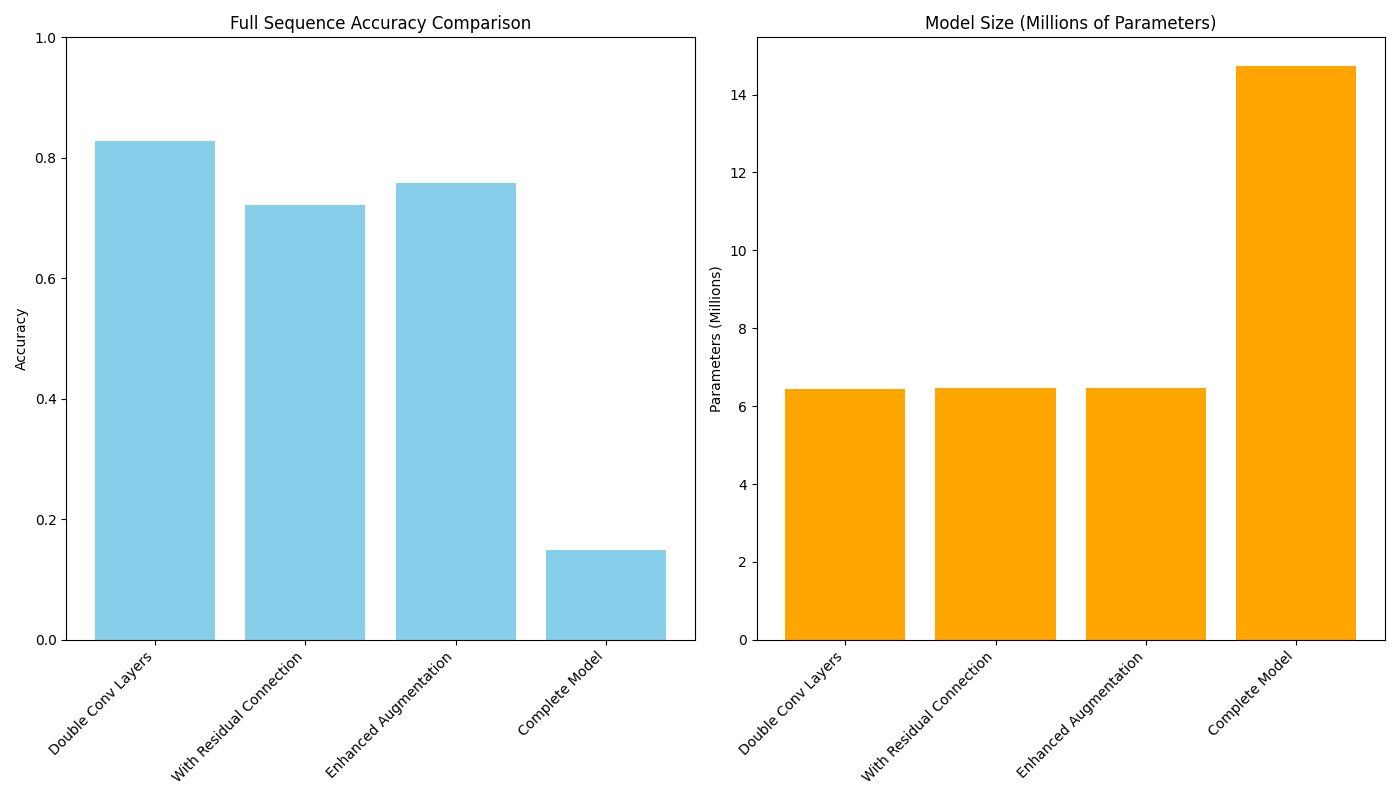 Full Sequence Accuracy Comparison
Accuracy
1.0
0.8
0.6
0.4
0.2
0.0
Double Conv Layers
With Residual Connection
Enhanced Augmentation
Complete Model
Model Size (Millions of Parameters)
Parameters (Millions)
14
12
10
8
6
4
2
0
Double Conv Layers
With Residual Connection
Enhanced Augmentation
Complete Model